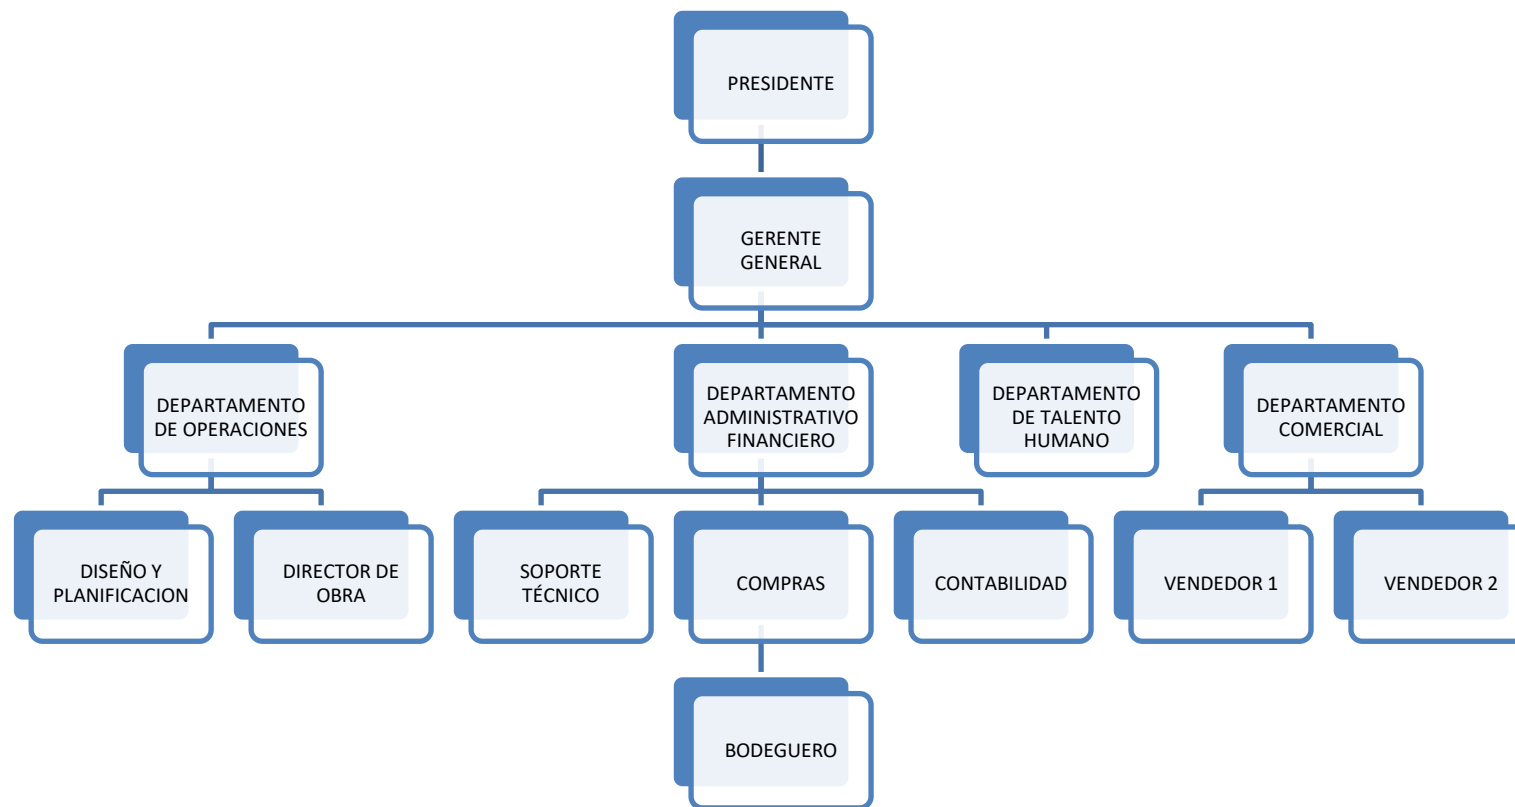 PRESIDENTE
GERENTE
GENERAL
DEPARTAMENTO
DE OPERACIONES
DEPARTAMENTO
ADMINISTRATIVO
FINANCIERO
DEPARTAMENTO
DE TALENTO
HUMANO
DEPARTAMENTO
COMERCIAL
DISEÑO Y
PLANIFICACION
DIRECTOR DE
OBRA
SOPORTE
TÉCNICO
COMPRAS
CONTABILIDAD
VENDEDOR 1
VENDEDOR 2
BODEGUERO